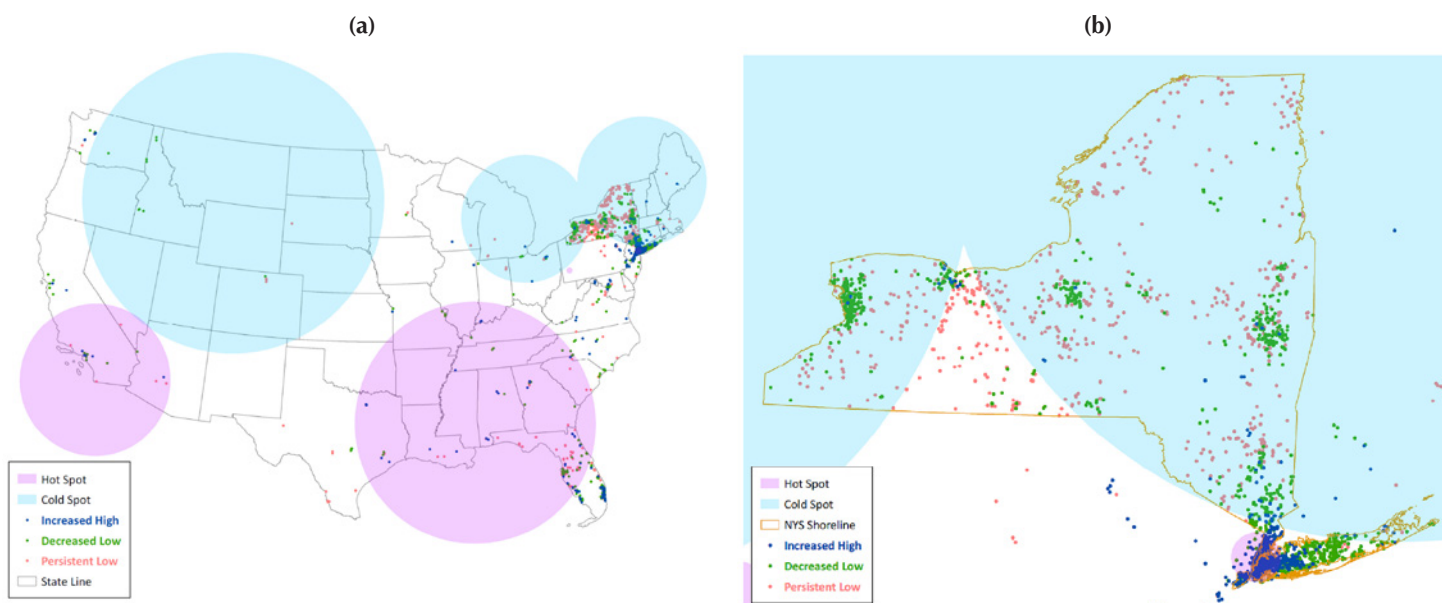 (a)
Hot Spot
Cold Spot
Increased High
Decreased Low
Persistent Low
State Line
(b)
Hot Spot
Cold Spot
NYS Shoreline
Increased High
Decreased Low
Persistent Low